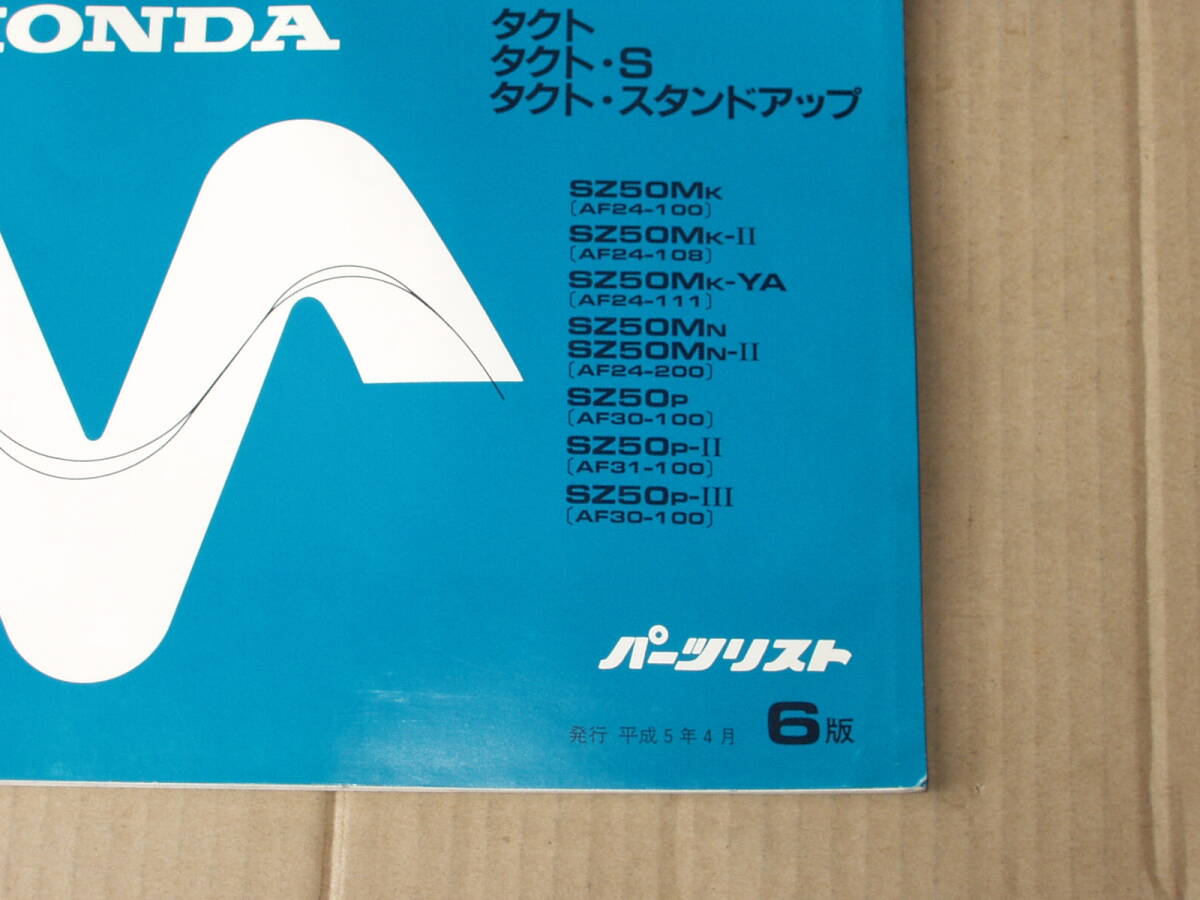 HONDA
タクト
タクト・S
タクト・スタンドアップ
SZ50MK
(AF24-100)
SZ50MK-II
(AF24-108)
SZ50MK-YA
(AF24-111)
SZ50MN
SZ50MN-II
(AF24-200)
SZ50P
(AF30-100)
SZ50P-II
(AF31-100)
SZ50P-III
(AF30-100)
パーツリスト
発行 平成5年4月 6版